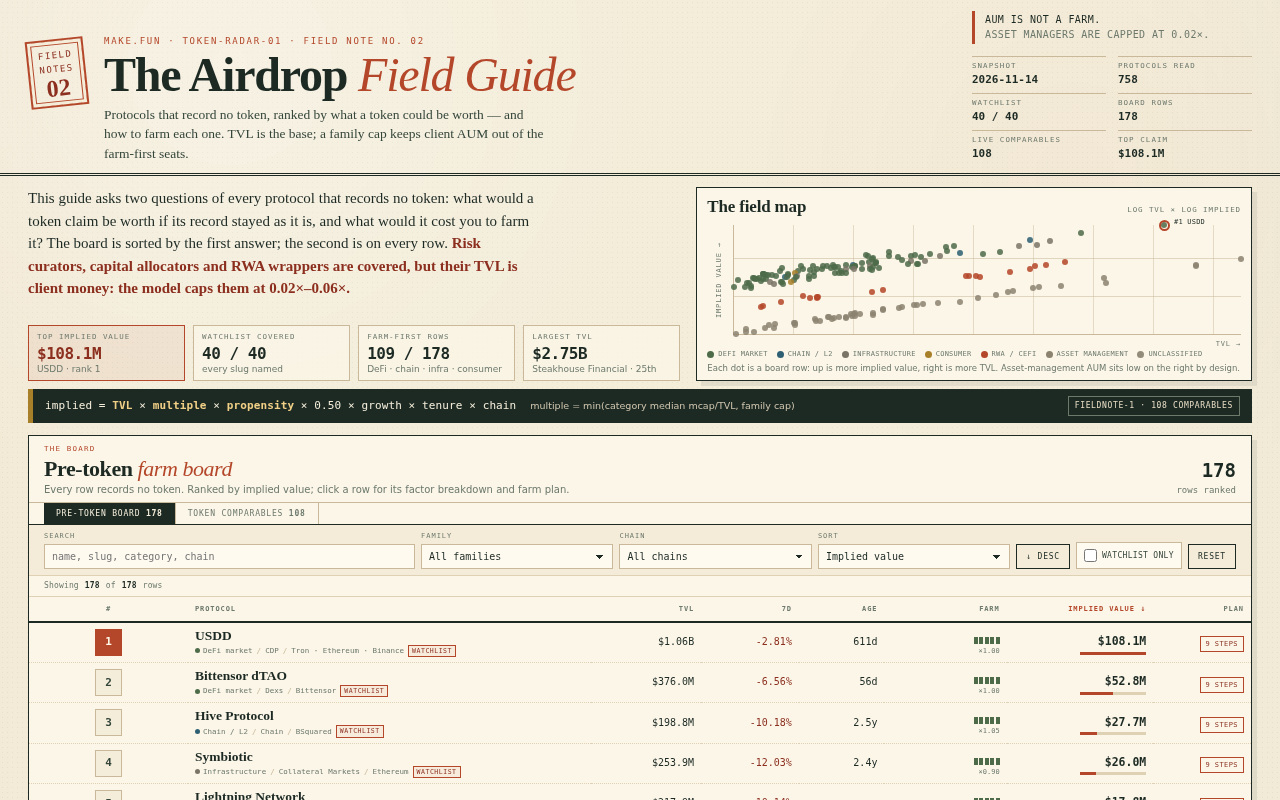 FIELD
NOTES
02
MAKE.FUN · TOKEN-RADAR-01 · FIELD NOTE NO. 02
The Airdrop Field Guide
Protocols that record no token, ranked by what a token could be worth — and
how to farm each one. TVL is the base; a family cap keeps client AUM out of the
farm-first seats.
AUM IS NOT A FARM.
ASSET MANAGERS ARE CAPPED AT 0.02×.
SNAPSHOT
2026-11-14
PROTOCOLS READ
758
WATCHLIST
40 / 40
BOARD ROWS
178
LIVE COMPARABLES
108
TOP CLAIM
$108.1M
This guide asks two questions of every protocol that records no token: what would a
token claim be worth if its record stayed as it is, and what would it cost you to farm
it? The board is sorted by the first answer; the second is on every row. Risk
curators, capital allocators and RWA wrappers are covered, but their TVL is
client money: the model caps them at 0.02×–0.06×.
TOP IMPLIED VALUE
$108.1M
USDD · rank 1
WATCHLIST COVERED
40 / 40
every slug named
FARM-FIRST ROWS
109 / 178
DeFi · chain · infra · consumer
LARGEST TVL
$2.75B
Steakhouse Financial · 25th
The field map
LOG TVL × LOG IMPLIED
#1 USDD
IMPLIED VALUE →
TVL →
DEFI MARKET
CHAIN / L2
INFRASTRUCTURE
CONSUMER
RWA / CEFI
ASSET MANAGEMENT
UNCLASSIFIED
Each dot is a board row: up is more implied value, right is more TVL. Asset-management AUM sits low on the right by design.
implied = TVL × multiple × propensity × 0.50 × growth × tenure × chain multiple = min(category median mcap/TVL, family cap)
FIELDNOTE-1 · 108 COMPARABLES
THE BOARD
Pre-token farm board
Every row records no token. Ranked by implied value; click a row for its factor breakdown and farm plan.
178
rows ranked
PRE-TOKEN BOARD 178
TOKEN COMPARABLES 108
SEARCH
FAMILY
CHAIN
SORT
name, slug, category, chain
All families
All chains
Implied value
↓ DESC
WATCHLIST ONLY
RESET
Showing 178 of 178 rows
# PROTOCOL TVL 7D AGE FARM IMPLIED VALUE ↓ PLAN
1 USDD $1.06B -2.81% 611d $108.1M 9 STEPS
DeFi market / CDP / Tron · Ethereum · Binance WATCHLIST ×1.00
2 Bittensor dTAO $376.0M -6.56% 56d $52.8M 9 STEPS
DeFi market / Dexs / Bittensor WATCHLIST ×1.00
3 Hive Protocol $198.8M -10.18% 2.5y $27.7M 9 STEPS
Chain / L2 / Chain / BSquared WATCHLIST ×1.05
4 Symbiotic $253.9M -12.03% 2.4y $26.0M 9 STEPS
Infrastructure / Collateral Markets / Ethereum WATCHLIST ×0.90
Lightning Network